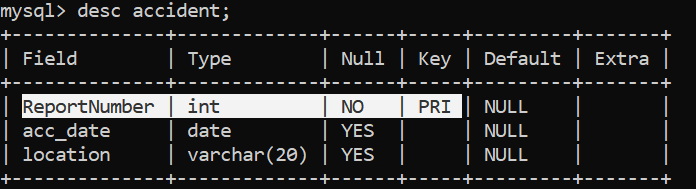 mysql> desc accident;
+--------------+-------------+------+-----+---------+-------+
| Field        | Type        | Null | Key | Default | Extra |
+--------------+-------------+------+-----+---------+-------+
| ReportNumber | int         | NO   | PRI | NULL    |       |
| acc_date     | date        | YES  |     | NULL    |       |
| location     | varchar(20) | YES  |     | NULL    |       |
+--------------+-------------+------+-----+---------+-------+